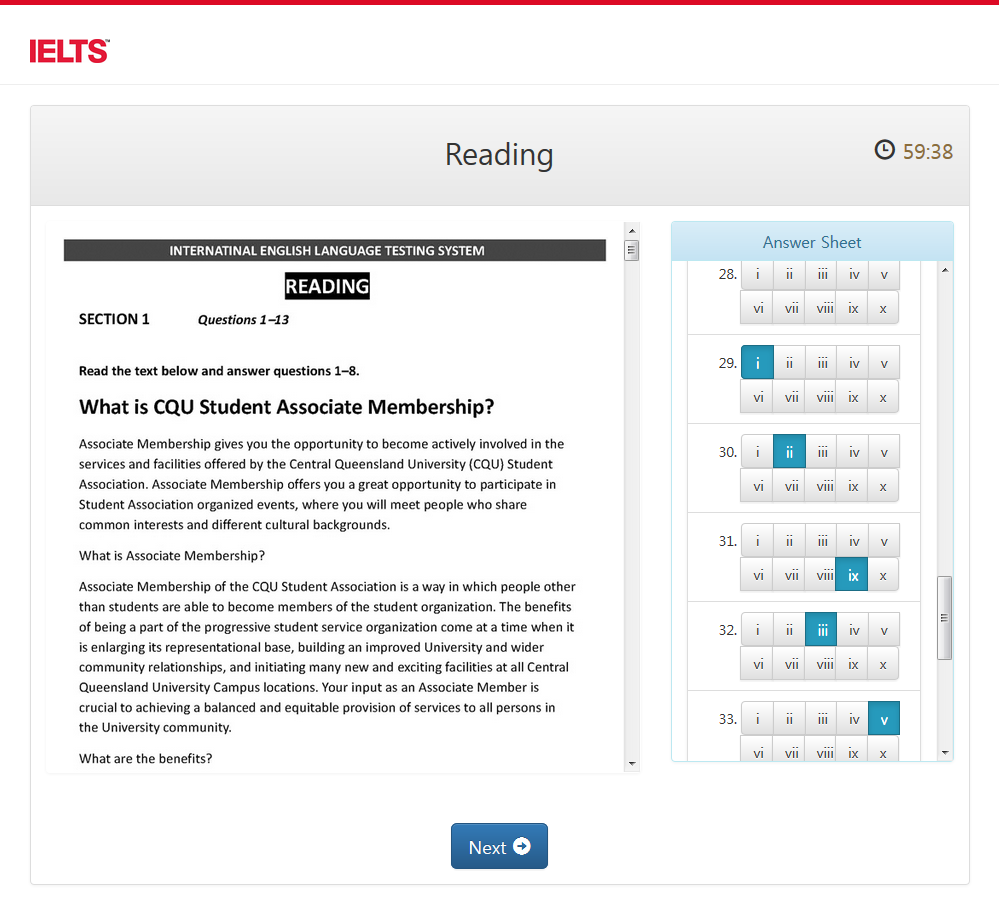 IELTS™
Reading
59:38
INTERNATINAL ENGLISH LANGUAGE TESTING SYSTEM
READING
SECTION 1 Questions 1–13
Read the text below and answer questions 1–8.
What is CQU Student Associate Membership?
Associate Membership gives you the opportunity to become actively involved in the
services and facilities offered by the Central Queensland University (CQU) Student
Association. Associate Membership offers you a great opportunity to participate in
Student Association organized events, where you will meet people who share
common interests and different cultural backgrounds.
What is Associate Membership?
Associate Membership of the CQU Student Association is a way in which people other
than students are able to become members of the student organization. The benefits
of being a part of the progressive student service organization come at a time when it
is enlarging its representational base, building an improved University and wider
community relationships, and initiating many new and exciting facilities at all Central
Queensland University Campus locations. Your input as an Associate Member is
crucial to achieving a balanced and equitable provision of services to all persons in
the University community.
What are the benefits?
Answer Sheet
28. i ii iii iv v
vi vii viii ix x
29. i ii iii iv v
vi vii viii ix x
30. i ii iii iv v
vi vii viii ix x
31. i ii iii iv v
vi vii viii ix x
32. i ii iii iv v
vi vii viii ix x
33. i ii iii iv v
vi vii viii ix x
Next